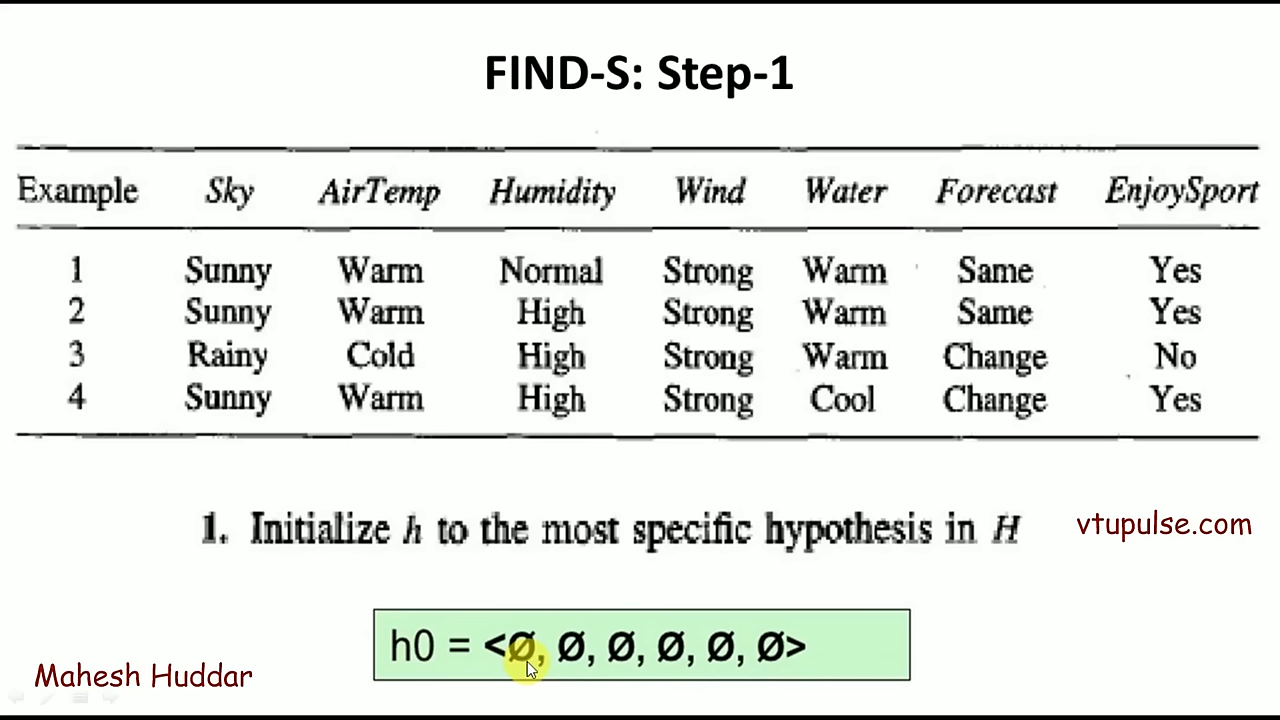 FIND-S: Step-1
Example Sky AirTemp Humidity Wind Water Forecast EnjoySport
1 Sunny Warm Normal Strong Warm Same Yes
2 Sunny Warm High Strong Warm Same Yes
3 Rainy Cold High Strong Warm Change No
4 Sunny Warm High Strong Cool Change Yes
1. Initialize h to the most specific hypothesis in H
vtupulse.com
h0 = <Ø, Ø, Ø, Ø, Ø, Ø>
Mahesh Huddar